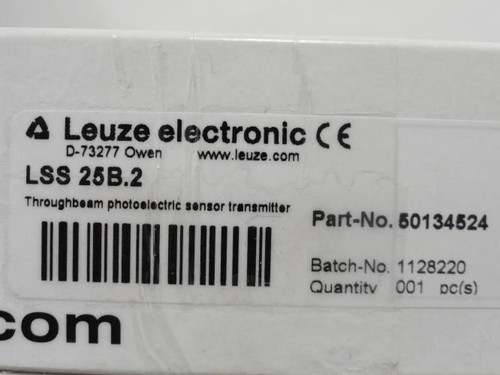 Leuze electronic CE
D-73277 Owen www.leuze.com
LSS 25B.2
Throughbeam photoelectric sensor transmitter
Part-No. 50134524
Batch-No. 1128220
Quantity 001 pc(s)
.com